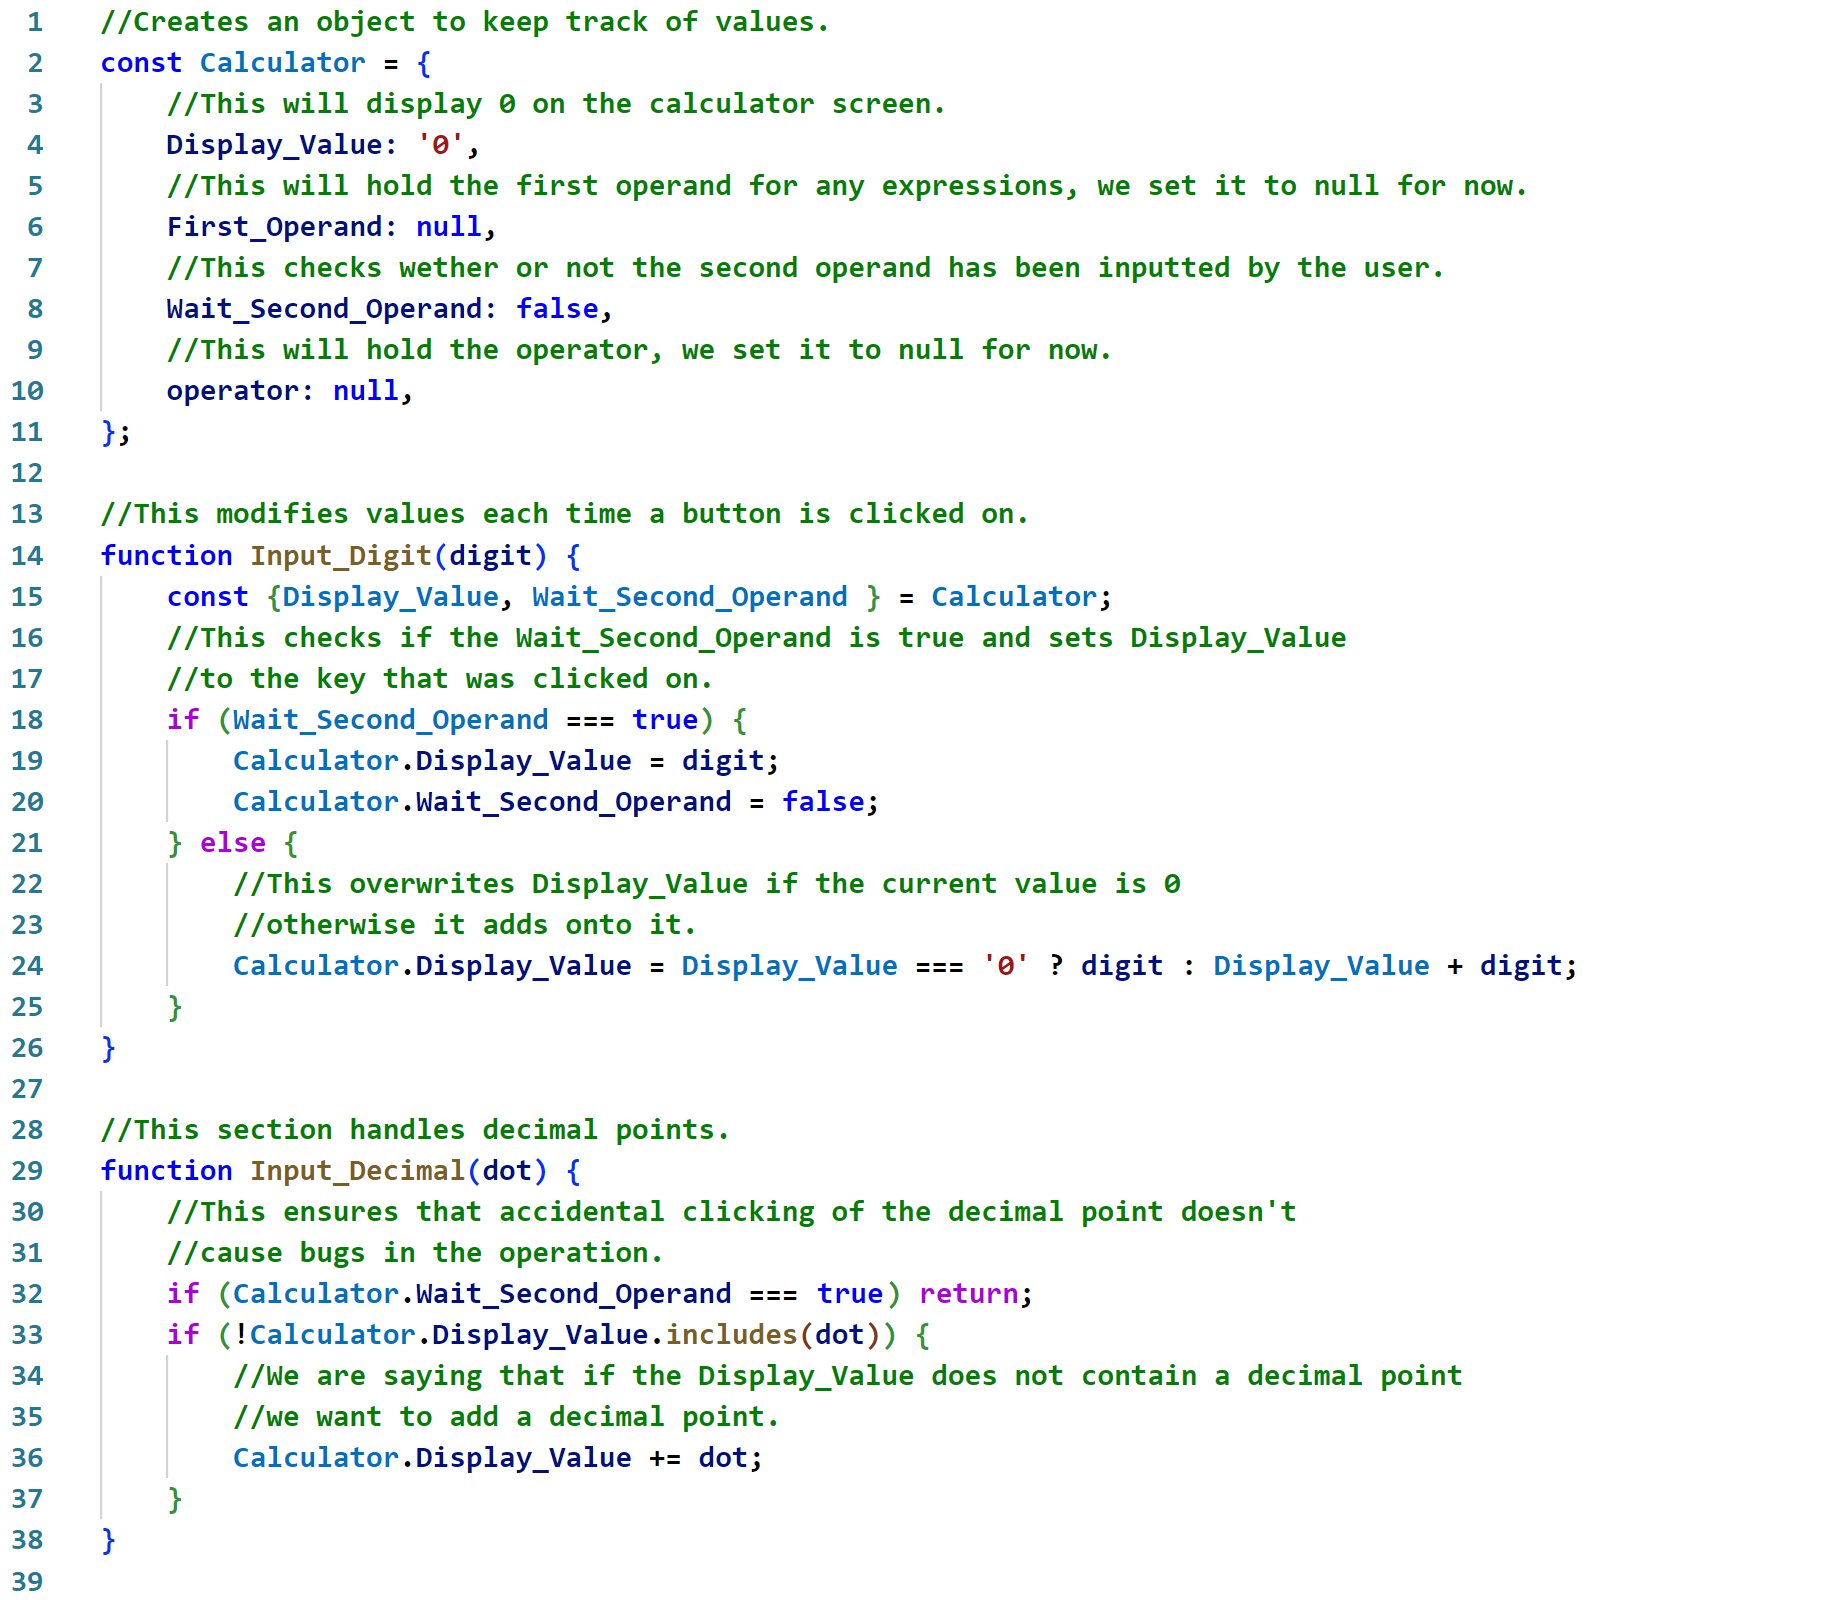 1 //Creates an object to keep track of values.
2 const Calculator = {
3 //This will display 0 on the calculator screen.
4 Display_Value: '0',
5 //This will hold the first operand for any expressions, we set it to null for now.
6 First_Operand: null,
7 //This checks wether or not the second operand has been inputted by the user.
8 Wait_Second_Operand: false,
9 //This will hold the operator, we set it to null for now.
10 operator: null,
11 };
12
13 //This modifies values each time a button is clicked on.
14 function Input_Digit(digit) {
15 const {Display_Value, Wait_Second_Operand } = Calculator;
16 //This checks if the Wait_Second_Operand is true and sets Display_Value
17 //to the key that was clicked on.
18 if (Wait_Second_Operand === true) {
19 Calculator.Display_Value = digit;
20 Calculator.Wait_Second_Operand = false;
21 } else {
22 //This overwrites Display_Value if the current value is 0
23 //otherwise it adds onto it.
24 Calculator.Display_Value = Display_Value === '0' ? digit : Display_Value + digit;
25 }
26 }
27
28 //This section handles decimal points.
29 function Input_Decimal(dot) {
30 //This ensures that accidental clicking of the decimal point doesn't
31 //cause bugs in the operation.
32 if (Calculator.Wait_Second_Operand === true) return;
33 if (!Calculator.Display_Value.includes(dot)) {
34 //We are saying that if the Display_Value does not contain a decimal point
35 //we want to add a decimal point.
36 Calculator.Display_Value += dot;
37 }
38 }
39